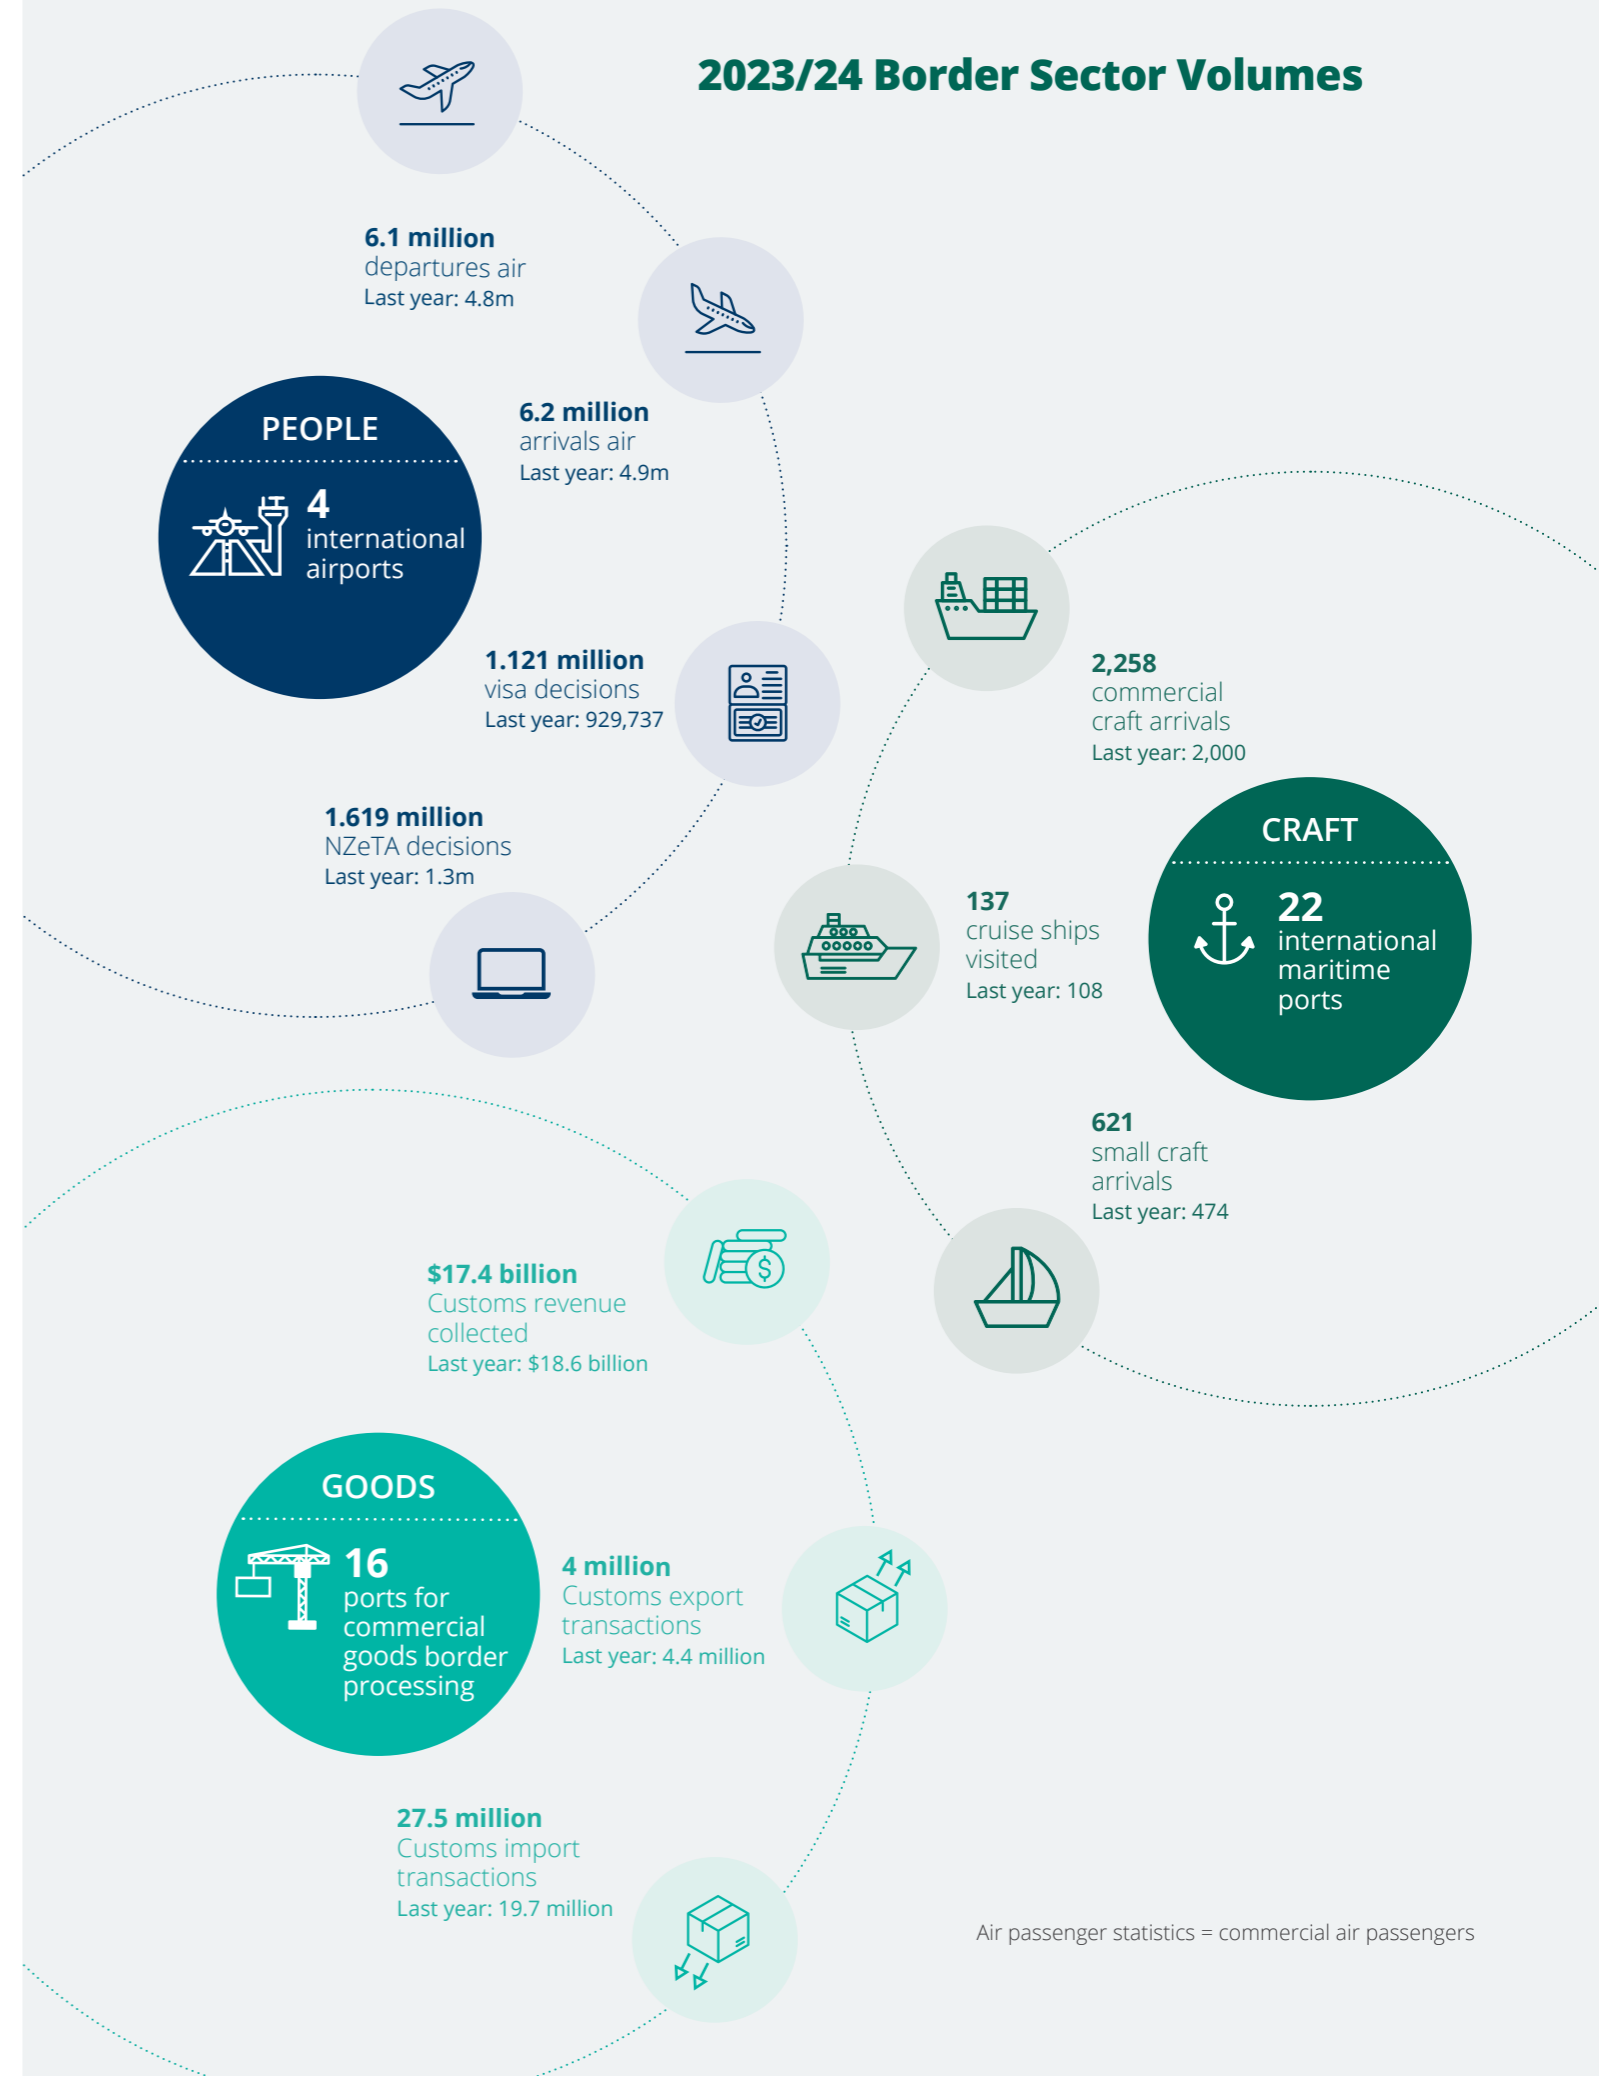 2023/24 Border Sector Volumes
6.1 million
departures air
Last year: 4.8m
6.2 million
arrivals air
Last year: 4.9m
PEOPLE
4
international
airports
1.121 million
visa decisions
Last year: 929,737
1.619 million
NZeTA decisions
Last year: 1.3m
2,258
commercial
craft arrivals
Last year: 2,000
CRAFT
22
international
maritime
ports
137
cruise ships
visited
Last year: 108
621
small craft
arrivals
Last year: 474
$17.4 billion
Customs revenue
collected
Last year: $18.6 billion
GOODS
16
ports for
commercial
goods border
processing
4 million
Customs export
transactions
Last year: 4.4 million
27.5 million
Customs import
transactions
Last year: 19.7 million
Air passenger statistics = commercial air passengers